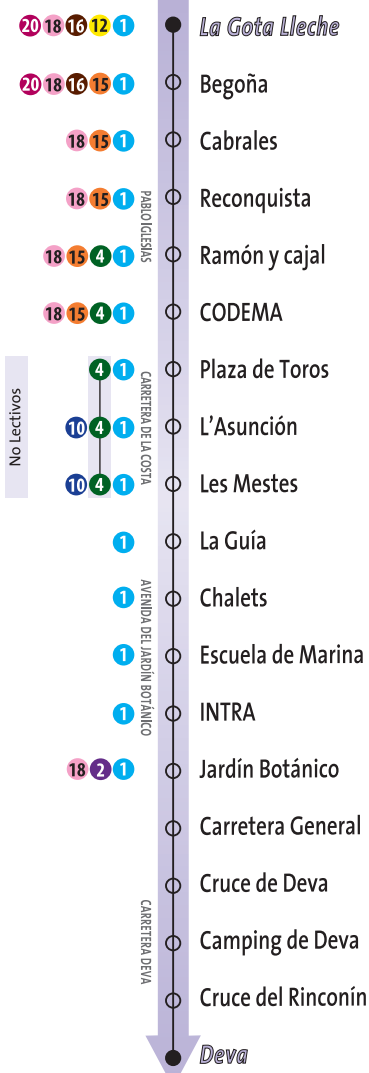 20 18 16 12 1 La Gota Lleche
20 18 16 15 1 Begoña
18 15 1 Cabrales
18 15 1 Reconquista
PABLO IGLESIAS
18 15 4 1 Ramón y cajal
18 15 4 1 CODEMA
No Lectivos
4 1 Plaza de Toros
CARRETERA DE LA COSTA
10 4 1 L'Asunción
10 4 1 Les Mestes
1 La Guía
AVENIDA DEL JARDÍN BOTÁNICO
1 Chalets
1 Escuela de Marina
1 INTRA
18 2 1 Jardín Botánico
Carretera General
Cruce de Deva
CARRETERA DEVA
Camping de Deva
Cruce del Rinconín
Deva